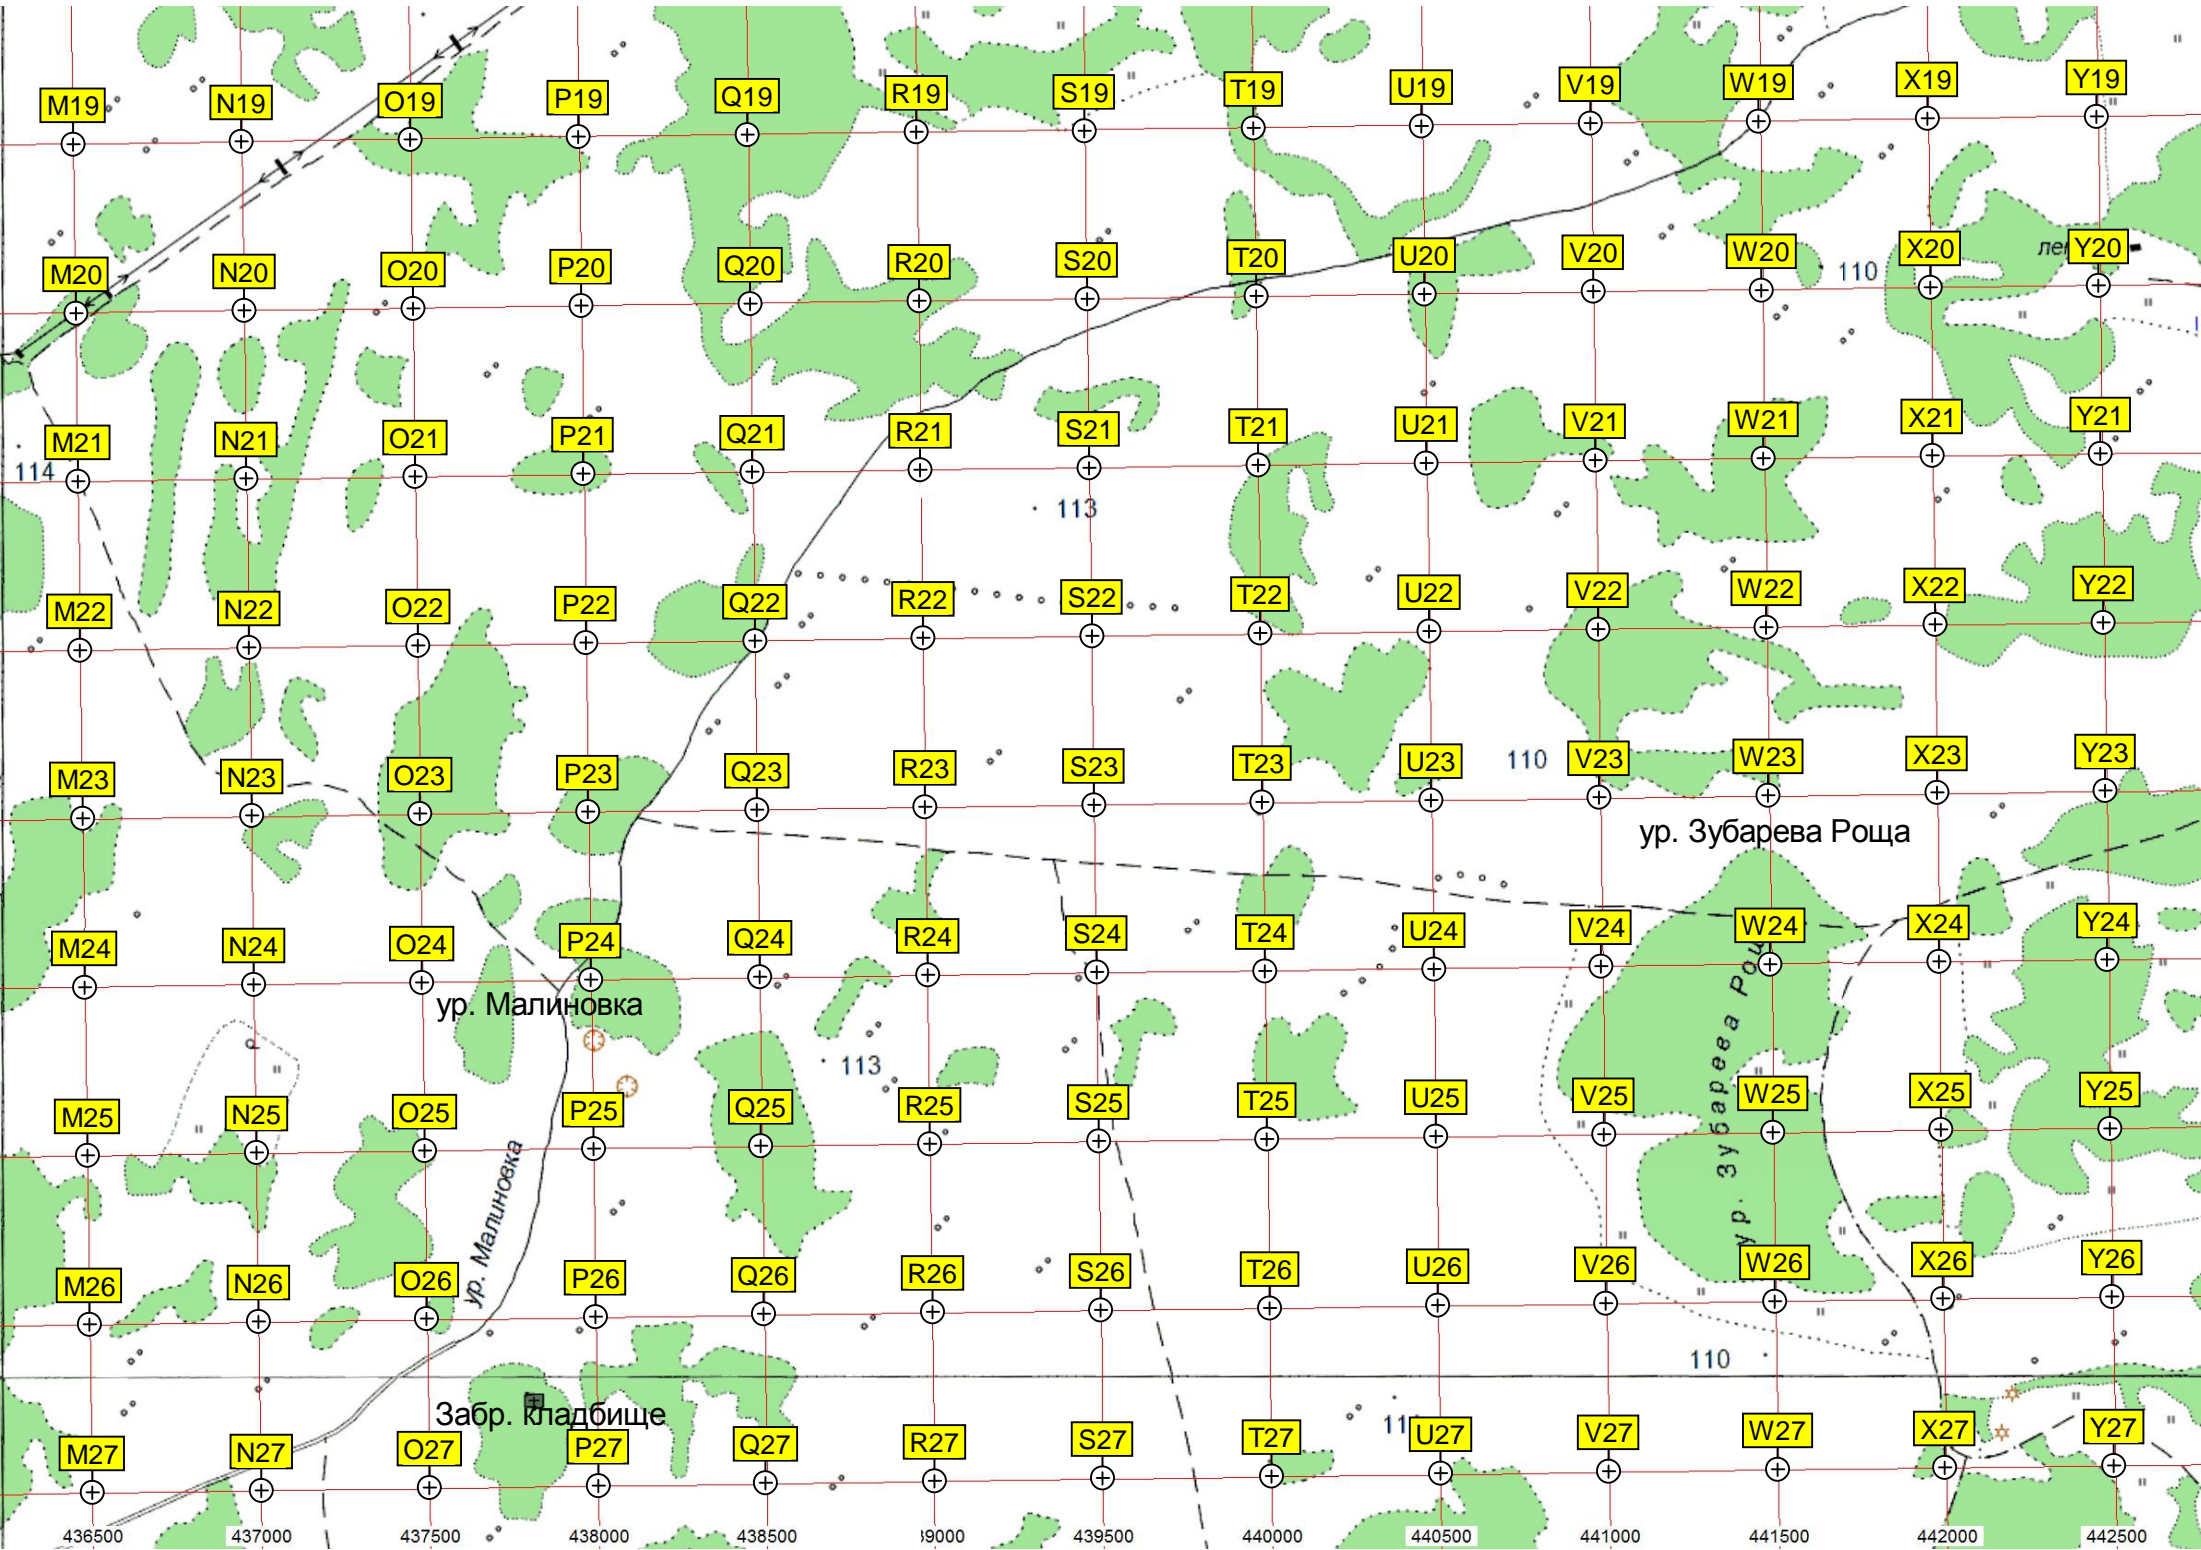 M19 N19 O19 P19 Q19 R19 S19 T19 U19 V19 W19 X19 Y19
M20 N20 O20 P20 Q20 R20 S20 T20 U20 V20 W20 110 X20 Y20
M21 N21 O21 P21 Q21 R21 S21 T21 U21 V21 W21 X21 Y21
114
113
M22 N22 O22 P22 Q22 R22 S22 T22 U22 V22 W22 X22 Y22
M23 N23 O23 P23 Q23 R23 S23 T23 U23 110 V23 W23 X23 Y23
ур. Зубарева Роща
M24 N24 O24 P24 Q24 R24 S24 T24 U24 V24 W24 X24 Y24
ур. Малиновка
ур. Зубарева Рощ
113
M25 N25 O25 P25 Q25 R25 S25 T25 U25 V25 W25 X25 Y25
ур. Малиновка
M26 N26 O26 P26 Q26 R26 S26 T26 U26 V26 W26 X26 Y26
110
Забр. кладбище
M27 N27 O27 P27 Q27 R27 S27 T27 U27 V27 W27 X27 Y27
436500 437000 437500 438000 438500 39000 439500 440000 440500 441000 441500 442000 442500